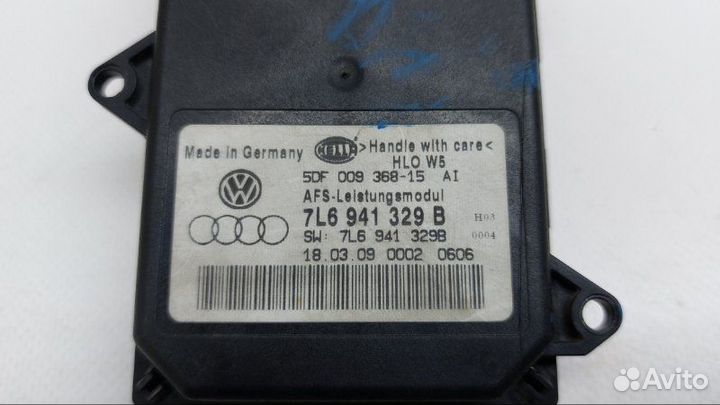 Made in Germany HELLA >Handle with care<
HLO W5
5DF 009 368-15 AI
AFS-Leistungsmodul
7L6 941 329 B H03
SW: 7L6 941 329B 0004
18.03.09 0002 0606
Avito